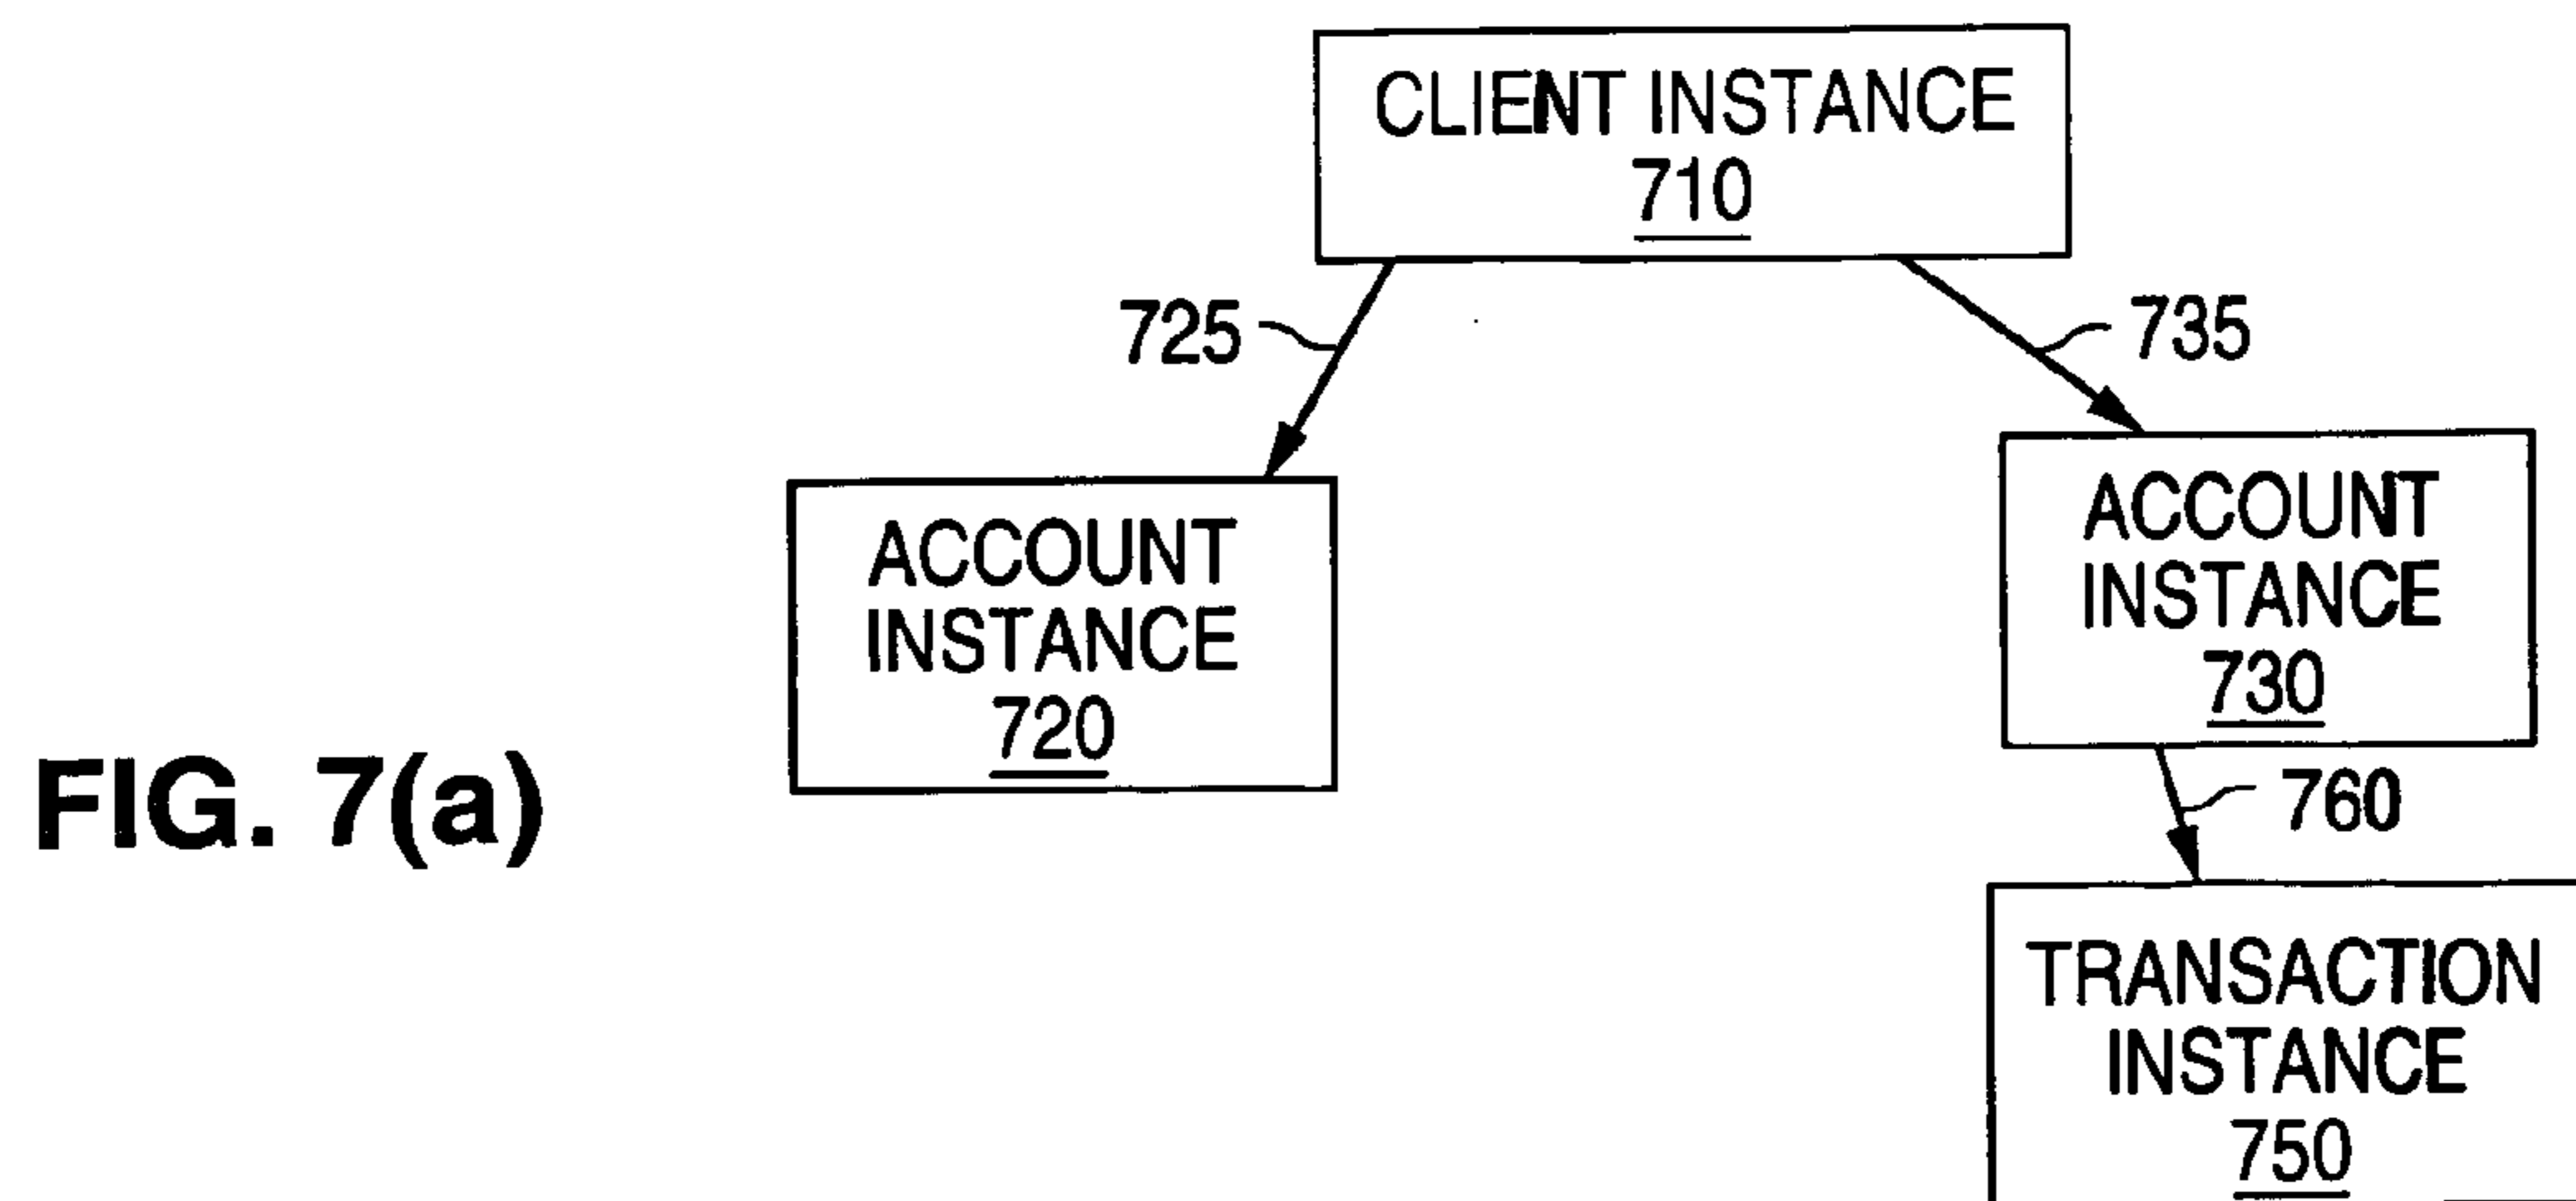 CLIENT INSTANCE
710
725
735
ACCOUNT
INSTANCE
720
ACCOUNT
INSTANCE
730
FIG. 7(a)
760
TRANSACTION
INSTANCE
750